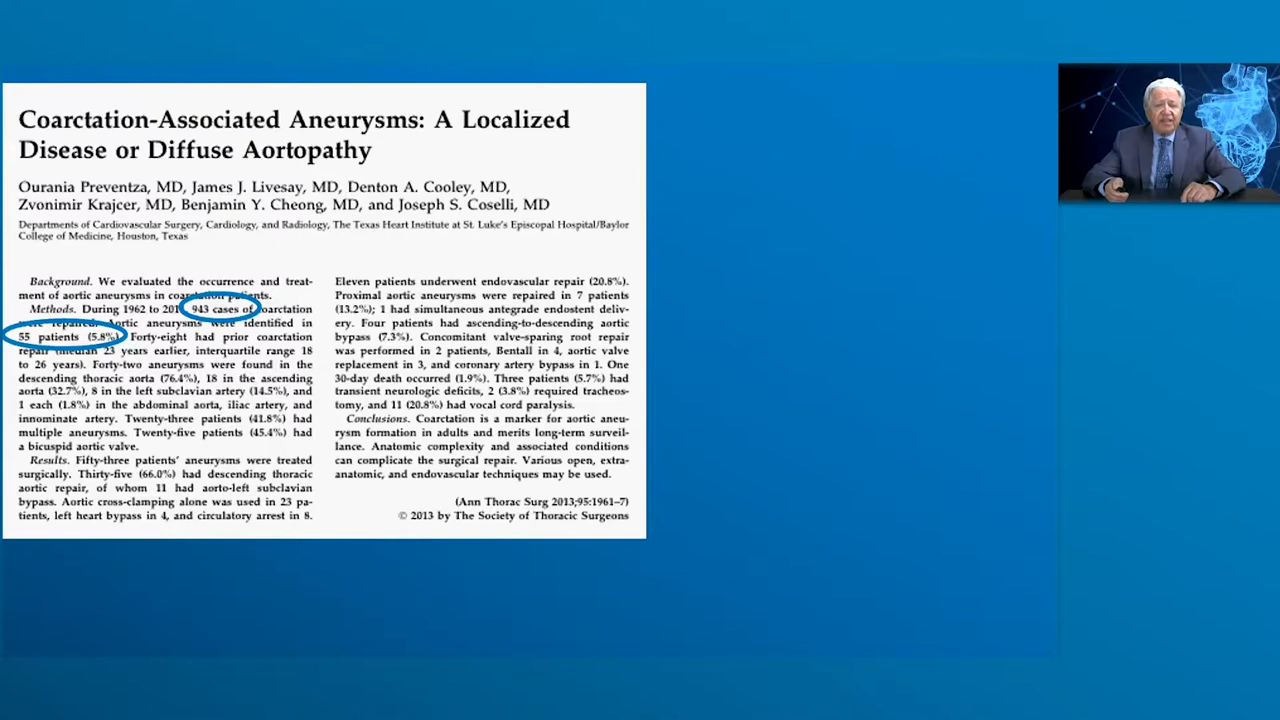 Coarctation-Associated Aneurysms: A Localized
Disease or Diffuse Aortopathy
Ourania Preventza, MD, James J. Livesay, MD, Denton A. Cooley, MD,
Zvonimir Krajcer, MD, Benjamin Y. Cheong, MD, and Joseph S. Coselli, MD
Departments of Cardiovascular Surgery, Cardiology, and Radiology, The Texas Heart Institute at St. Luke's Episcopal Hospital/Baylor
College of Medicine, Houston, Texas
Background. We evaluated the occurrence and treat-
ment of aortic aneurysms in coarctation patients.
Methods. During 1962 to 943 cases of coarctation
were repaired. Aortic aneurysms were identified in
55 patients (5.8%). Forty-eight had prior coarctation
repair (median 23 years earlier, interquartile range 18
to 26 years). Forty-two aneurysms were found in the
descending thoracic aorta (76.4%), 18 in the ascending
aorta (32.7%), 8 in the left subclavian artery (14.5%), and
1 each (1.8%) in the abdominal aorta, iliac artery, and
innominate artery. Twenty-three patients (41.8%) had
multiple aneurysms. Twenty-five patients (45.4%) had
a bicuspid aortic valve.
Results. Fifty-three patients' aneurysms were treated
surgically. Thirty-five (66.0%) had descending thoracic
aortic repair, of whom 11 had aorto-left subclavian
bypass. Aortic cross-clamping alone was used in 23 pa-
tients, left heart bypass in 4, and circulatory arrest in 8.
Eleven patients underwent endovascular repair (20.8%).
Proximal aortic aneurysms were repaired in 7 patients
(13.2%); 1 had simultaneous antegrade endostent deliv-
ery. Four patients had ascending-to-descending aortic
bypass (7.3%). Concomitant valve-sparing root repair
was performed in 2 patients, Bentall in 4, aortic valve
replacement in 3, and coronary artery bypass in 1. One
30-day death occurred (1.9%). Three patients (5.7%) had
transient neurologic deficits, 2 (3.8%) required tracheos-
tomy, and 11 (20.8%) had vocal cord paralysis.
Conclusions. Coarctation is a marker for aortic aneu-
rysm formation in adults and merits long-term surveil-
lance. Anatomic complexity and associated conditions
can complicate the surgical repair. Various open, extra-
anatomic, and endovascular techniques may be used.
(Ann Thorac Surg 2013;95:1961–7)
© 2013 by The Society of Thoracic Surgeons